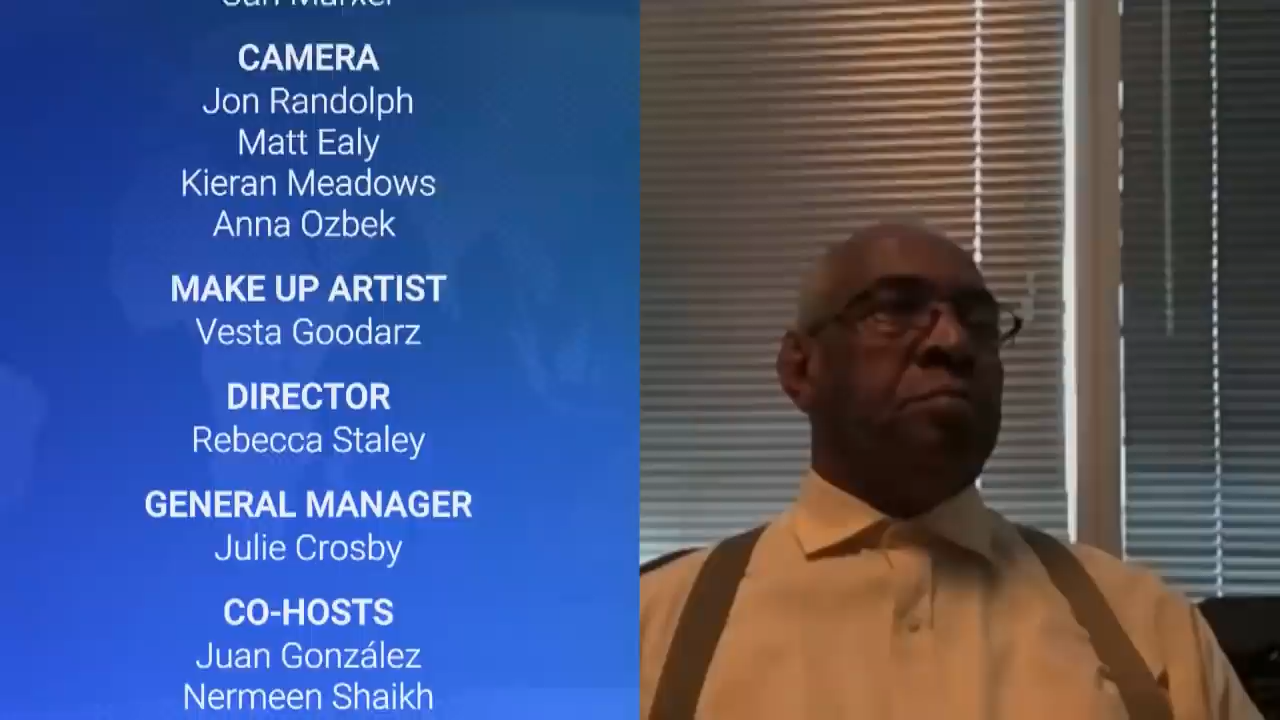 CAMERA
Jon Randolph
Matt Ealy
Kieran Meadows
Anna Ozbek
MAKE UP ARTIST
Vesta Goodarz
DIRECTOR
Rebecca Staley
GENERAL MANAGER
Julie Crosby
CO-HOSTS
Juan González
Nermeen Shaikh